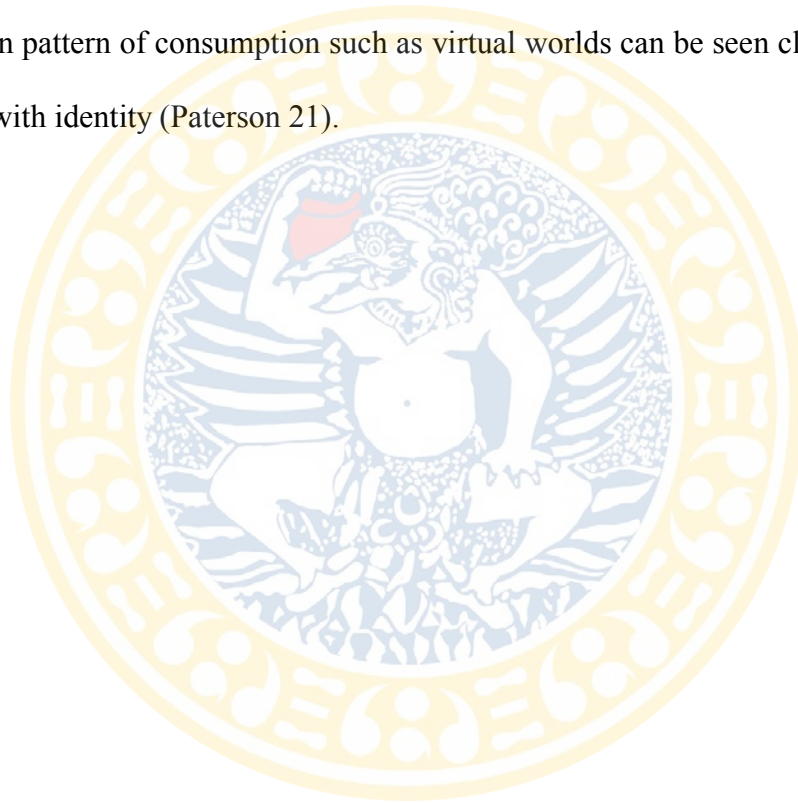 n pattern of consumption such as virtual worlds can be seen cl
with identity (Paterson 21).